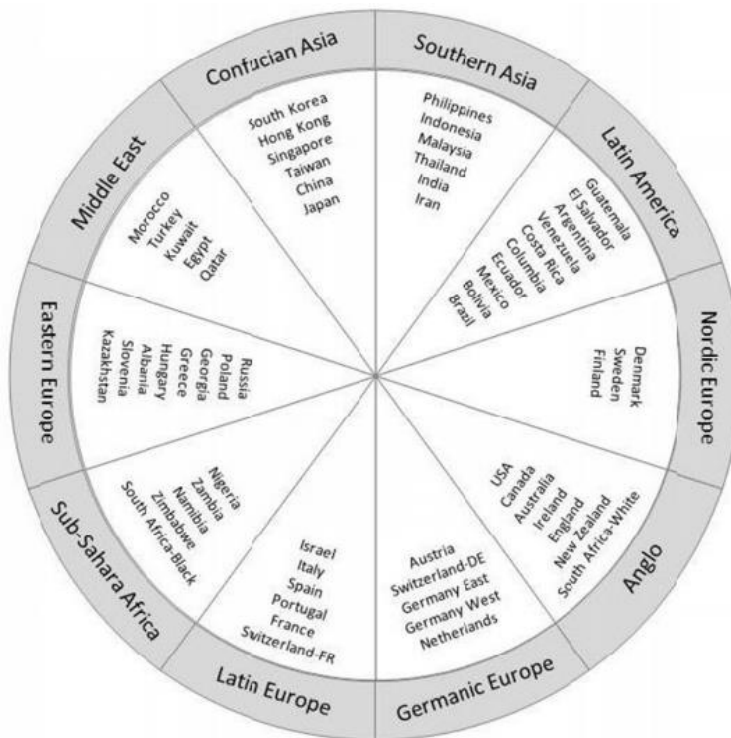 Confucian Asia
South Korea
Hong Kong
Singapore
Taiwan
China
Japan
Southern Asia
Philippines
Indonesia
Malaysia
Thailand
India
Iran
Latin America
Guatemala
El Salvador
Argentina
Venezuela
Costa Rica
Columbia
Ecuador
Mexico
Bolivia
Brazil
Nordic Europe
Denmark
Sweden
Finland
Anglo
USA
Canada
Australia
Ireland
England
New Zealand
South Africa-White
Germanic Europe
Austria
Switzerland-DE
Germany East
Germany West
Netherlands
Latin Europe
Israel
Italy
Spain
Portugal
France
Svitzerland-FR
Sub-Sahara Africa
Nigeria
Zambia
Namibia
Zimbabwe
South Africa-Black
Eastern Europe
Russia
Poland
Georgia
Greece
Hungary
Albania
Slovenia
Kazakhstan
Middle East
Morocco
Turkey
Kuwait
Egypt
Qatar